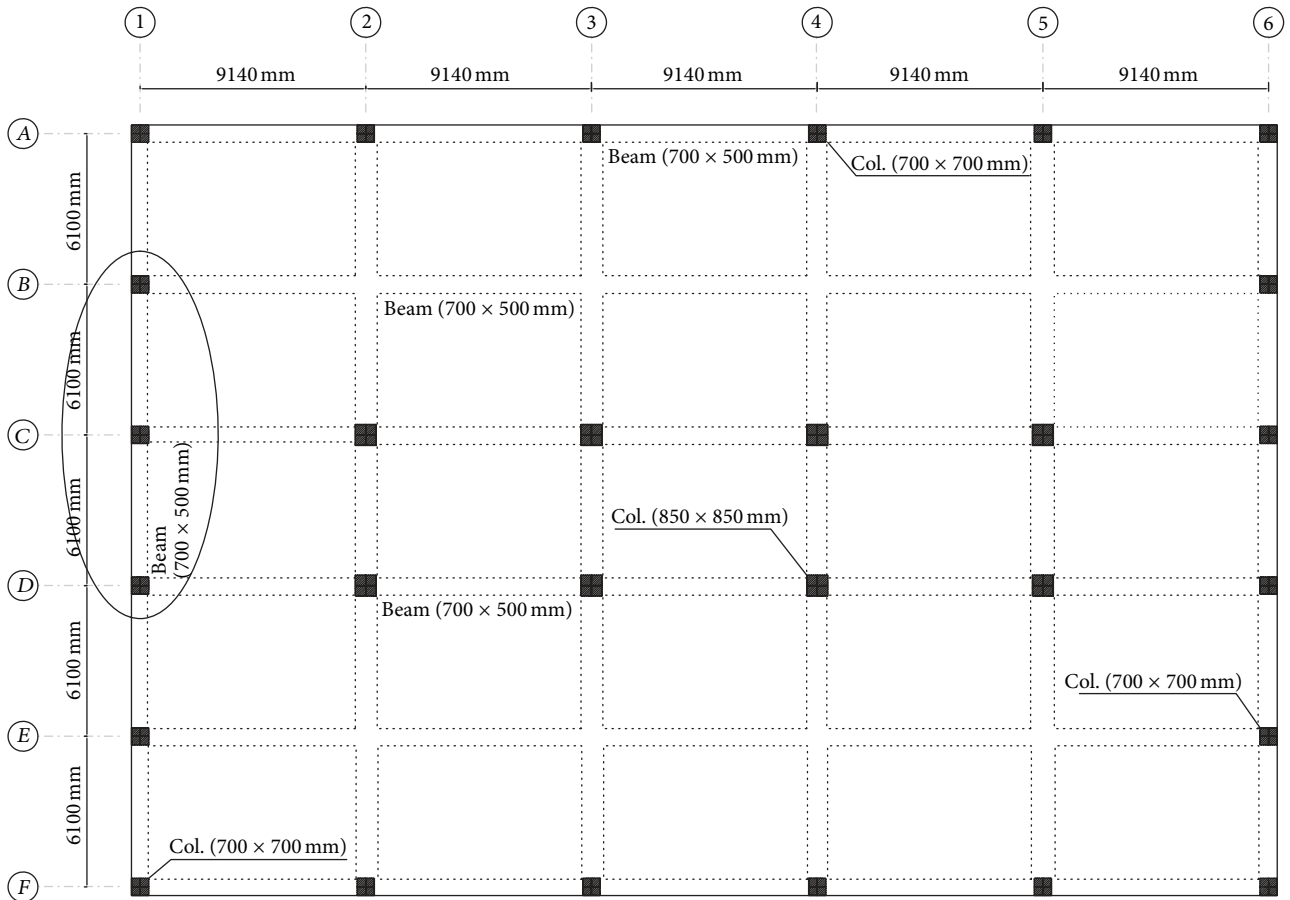 1 2 3 4 5 6
9140 mm 9140 mm 9140 mm 9140 mm 9140 mm
A
Beam (700 × 500 mm)
Col. (700 × 700 mm)
6100 mm
B
Beam (700 × 500 mm)
6100 mm
C
Beam
(700 × 500 mm)
6100 mm
Col. (850 × 850 mm)
D
Beam (700 × 500 mm)
6100 mm
Col. (700 × 700 mm)
E
6100 mm
Col. (700 × 700 mm)
F